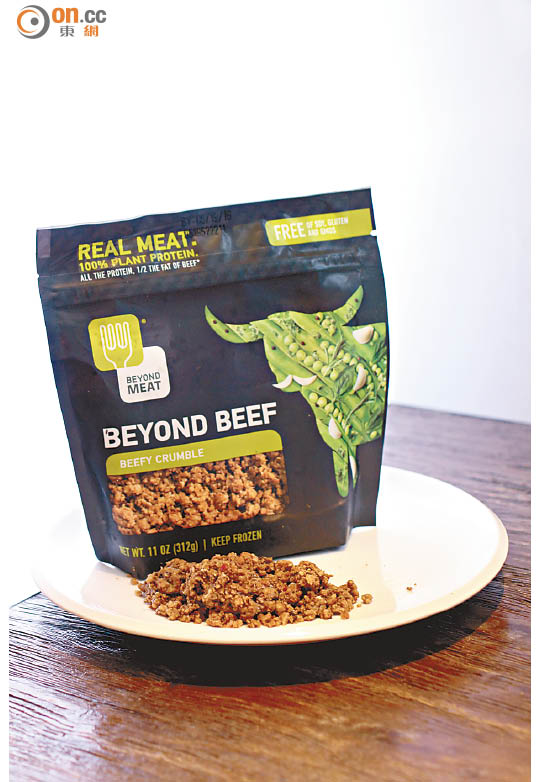 on.cc
東網
REAL MEAT.
100% PLANT PROTEIN.
ALL THE PROTEIN, 1/2 THE FAT OF BEEF*
FREE OF SOY, GLUTEN
AND GMOS
BEYOND
MEAT
BEYOND BEEF
BEEFY CRUMBLE
NET WT. 11 OZ (312g) | KEEP FROZEN